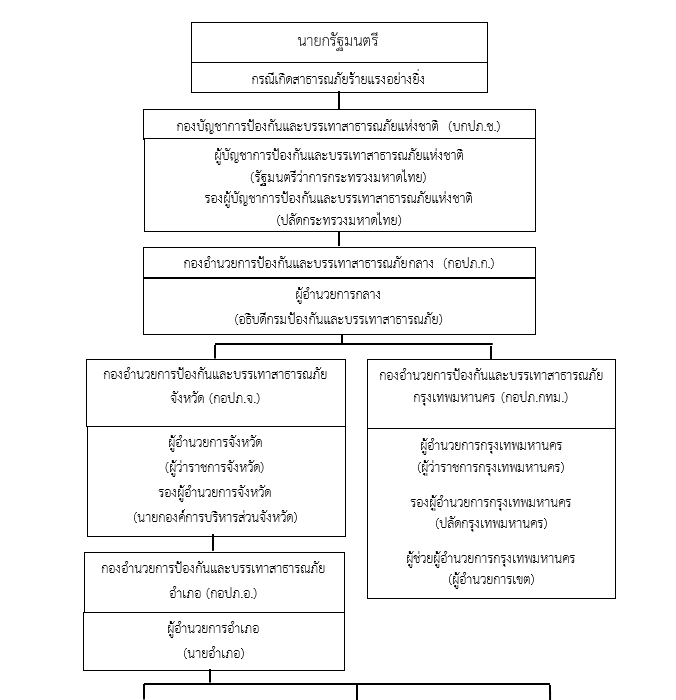 นายกรัฐมนตรี
กรณีเกิดสาธารณภัยร้ายแรงอย่างยิ่ง
กองบัญชาการป้องกันและบรรเทาสาธารณภัยแห่งชาติ (บกปภ.ช.)
ผู้บัญชาการป้องกันและบรรเทาสาธารณภัยแห่งชาติ
(รัฐมนตรีว่าการกระทรวงมหาดไทย)
รองผู้บัญชาการป้องกันและบรรเทาสาธารณภัยแห่งชาติ
(ปลัดกระทรวงมหาดไทย)
กองอำนวยการป้องกันและบรรเทาสาธารณภัยกลาง (กอปภ.ก.)
ผู้อำนวยการกลาง
(อธิบดีกรมป้องกันและบรรเทาสาธารณภัย)
กองอำนวยการป้องกันและบรรเทาสาธารณภัย
จังหวัด (กอปภ.จ.)
ผู้อำนวยการจังหวัด
(ผู้ว่าราชการจังหวัด)
รองผู้อำนวยการจังหวัด
(นายกองค์การบริหารส่วนจังหวัด)
กองอำนวยการป้องกันและบรรเทาสาธารณภัย
กรุงเทพมหานคร (กอปภ.กทม.)
ผู้อำนวยการกรุงเทพมหานคร
(ผู้ว่าราชการกรุงเทพมหานคร)
รองผู้อำนวยการกรุงเทพมหานคร
(ปลัดกรุงเทพมหานคร)
ผู้ช่วยผู้อำนวยการกรุงเทพมหานคร
(ผู้อำนวยการเขต)
กองอำนวยการป้องกันและบรรเทาสาธารณภัย
อำเภอ (กอปภ.อ.)
ผู้อำนวยการอำเภอ
(นายอำเภอ)